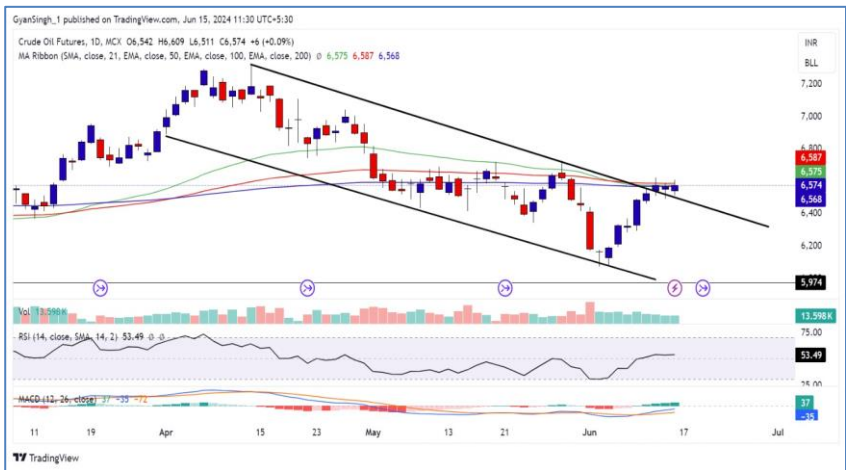 GyanSingh_1 published on TradingView.com, Jun 15, 2024 11:30 UTC+5:30
Crude Oil Futures, 1D, MCX O6,542 H6,609 L6,511 C6,574 +6 (+0.09%)
INR
MA Ribbon (SMA, close, 21, EMA, close, 50, EMA, close, 100, EMA, close, 200) ∅ 6,575 6,587 6,568
BLL
7,200
7,000
6,800
6,587
6,575
6,574
6,568
6,400
6,200
5,974
Vol 13.598K
13.598K
75.00
RSI (14, close, SMA, 14, 2) 53.49 ∅ ∅
53.49
25.00
MACD (12, 26, close) 37 −35 −72
37
−35
11 19 Apr 15 23 May 13 21 Jun 17 Jul
TradingView